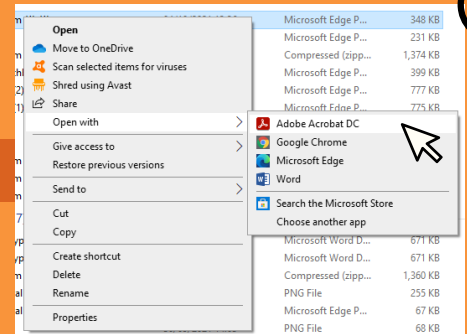 Microsoft Edge P... 348 KB
Open
Microsoft Edge P... 231 KB
Move to OneDrive
Compressed (zipp... 1,374 KB
Scan selected items for viruses
Microsoft Edge P... 399 KB
Shred using Avast
Microsoft Edge P... 777 KB
Share
Microsoft Edge P... 775 KB
Open with
Adobe Acrobat DC
Give access to
Google Chrome
Restore previous versions
Microsoft Edge
Send to
Word
Cut
Search the Microsoft Store
Copy
Choose another app
Microsoft Word D... 671 KB
Create shortcut
Microsoft Word D... 671 KB
Delete
Compressed (zipp... 1,360 KB
Rename
PNG File 255 KB
Properties
Microsoft Edge P... 67 KB
PNG File 68 KB